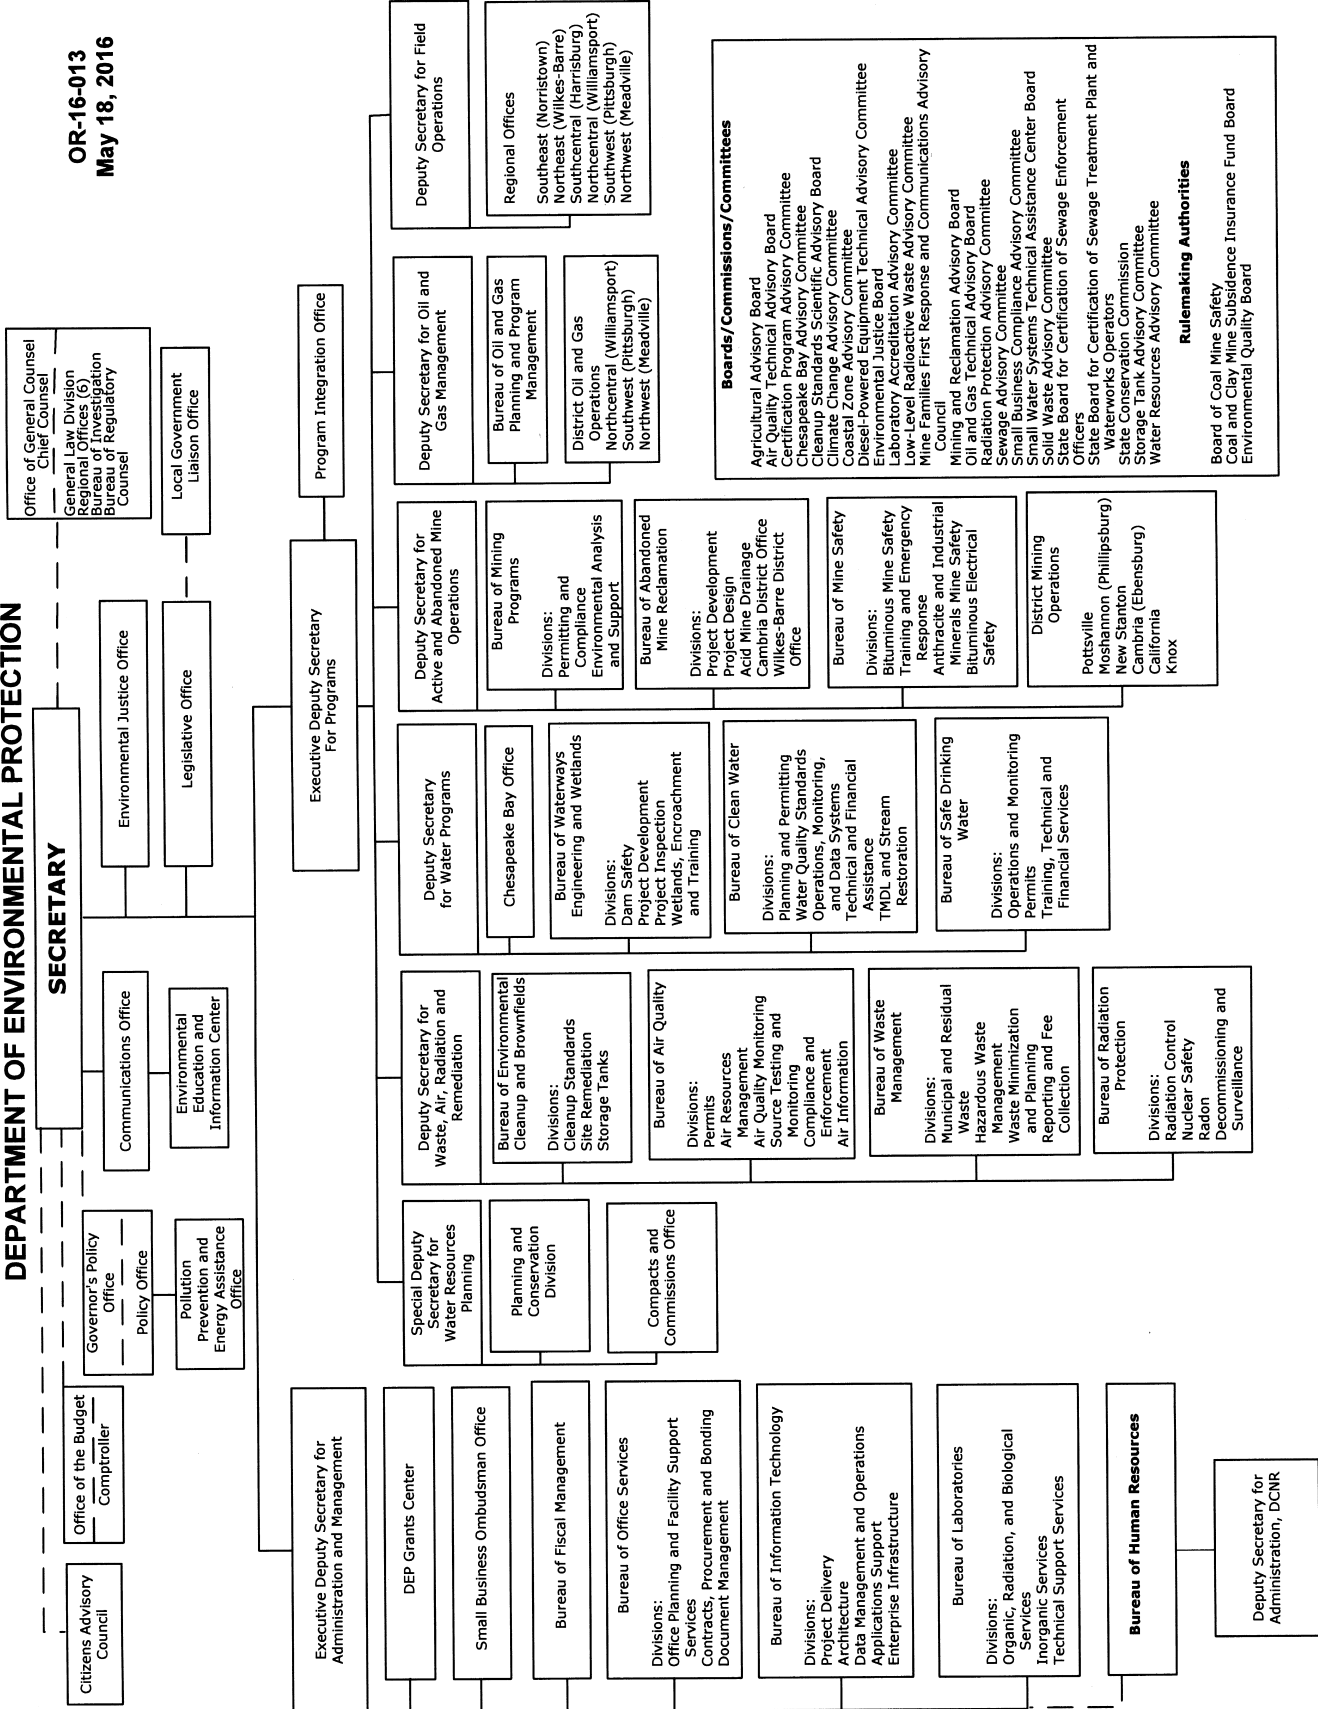 DEPARTMENT OF ENVIRONMENTAL PROTECTION
OR-16-013
May 18, 2016
SECRETARY
Citizens Advisory
Council
Office of the Budget
Comptroller
Governor's Policy
Office
Policy Office
Pollution
Prevention and
Energy Assistance
Office
Communications Office
Environmental
Education and
Information Center
Environmental Justice Office
Legislative Office
Local Government
Liaison Office
Office of General Counsel
Chief Counsel
General Law Division
Regional Offices (6)
Bureau of Investigation
Bureau of Regulatory
Counsel
Executive Deputy Secretary for
Administration and Management
DEP Grants Center
Small Business Ombudsman Office
Bureau of Fiscal Management
Bureau of Office Services
Divisions:
Office Planning and Facility Support
Services
Contracts, Procurement and Bonding
Document Management
Bureau of Information Technology
Divisions:
Project Delivery
Architecture
Data Management and Operations
Applications Support
Enterprise Infrastructure
Bureau of Laboratories
Divisions:
Organic, Radiation, and Biological
Services
Inorganic Services
Technical Support Services
Bureau of Human Resources
Deputy Secretary for
Administration, DCNR
Executive Deputy Secretary
For Programs
Program Integration Office
Special Deputy
Secretary for
Water Resources
Planning
Planning and
Conservation
Division
Compacts and
Commissions Office
Deputy Secretary for
Waste, Air, Radiation and
Remediation
Bureau of Environmental
Cleanup and Brownfields
Divisions:
Cleanup Standards
Site Remediation
Storage Tanks
Bureau of Air Quality
Divisions:
Permits
Air Resources
Management
Air Quality Monitoring
Source Testing and
Monitoring
Compliance and
Enforcement
Air Information
Bureau of Waste
Management
Divisions:
Municipal and Residual
Waste
Hazardous Waste
Management
Waste Minimization
and Planning
Reporting and Fee
Collection
Bureau of Radiation
Protection
Divisions:
Radiation Control
Nuclear Safety
Radon
Decommissioning and
Surveillance
Deputy Secretary
for Water Programs
Chesapeake Bay Office
Bureau of Waterways
Engineering and Wetlands
Divisions:
Dam Safety
Project Development
Project Inspection
Wetlands, Encroachment
and Training
Bureau of Clean Water
Divisions:
Planning and Permitting
Water Quality Standards
Operations, Monitoring,
and Data Systems
Technical and Financial
Assistance
TMDL and Stream
Restoration
Bureau of Safe Drinking
Water
Divisions:
Operations and Monitoring
Permits
Training, Technical and
Financial Services
Deputy Secretary for
Active and Abandoned Mine
Operations
Bureau of Mining
Programs
Divisions:
Permitting and
Compliance
Environmental Analysis
and Support
Bureau of Abandoned
Mine Reclamation
Divisions:
Project Development
Project Design
Acid Mine Drainage
Cambria District Office
Wilkes-Barre District
Office
Bureau of Mine Safety
Divisions:
Bituminous Mine Safety
Training and Emergency
Response
Anthracite and Industrial
Minerals Mine Safety
Bituminous Electrical
Safety
District Mining
Operations
Pottsville
Moshannon (Phillipsburg)
New Stanton
Cambria (Ebensburg)
California
Knox
Deputy Secretary for Oil and
Gas Management
Bureau of Oil and Gas
Planning and Program
Management
District Oil and Gas
Operations
Northcentral (Williamsport)
Southwest (Pittsburgh)
Northwest (Meadville)
Deputy Secretary for Field
Operations
Regional Offices
Southeast (Norristown)
Northeast (Wilkes-Barre)
Southcentral (Harrisburg)
Northcentral (Williamsport)
Southwest (Pittsburgh)
Northwest (Meadville)
Boards/Commissions/Committees
Agricultural Advisory Board
Air Quality Technical Advisory Board
Certification Program Advisory Committee
Chesapeake Bay Advisory Committee
Cleanup Standards Scientific Advisory Board
Climate Change Advisory Committee
Coastal Zone Advisory Committee
Diesel-Powered Equipment Technical Advisory Committee
Environmental Justice Board
Laboratory Accreditation Advisory Committee
Low-Level Radioactive Waste Advisory Committee
Mine Families First Response and Communications Advisory
Council
Mining and Reclamation Advisory Board
Oil and Gas Technical Advisory Board
Radiation Protection Advisory Committee
Sewage Advisory Committee
Small Business Compliance Advisory Committee
Small Water Systems Technical Assistance Center Board
Solid Waste Advisory Committee
State Board for Certification of Sewage Enforcement
Officers
State Board for Certification of Sewage Treatment Plant and
Waterworks Operators
State Conservation Commission
Storage Tank Advisory Committee
Water Resources Advisory Committee
Rulemaking Authorities
Board of Coal Mine Safety
Coal and Clay Mine Subsidence Insurance Fund Board
Environmental Quality Board